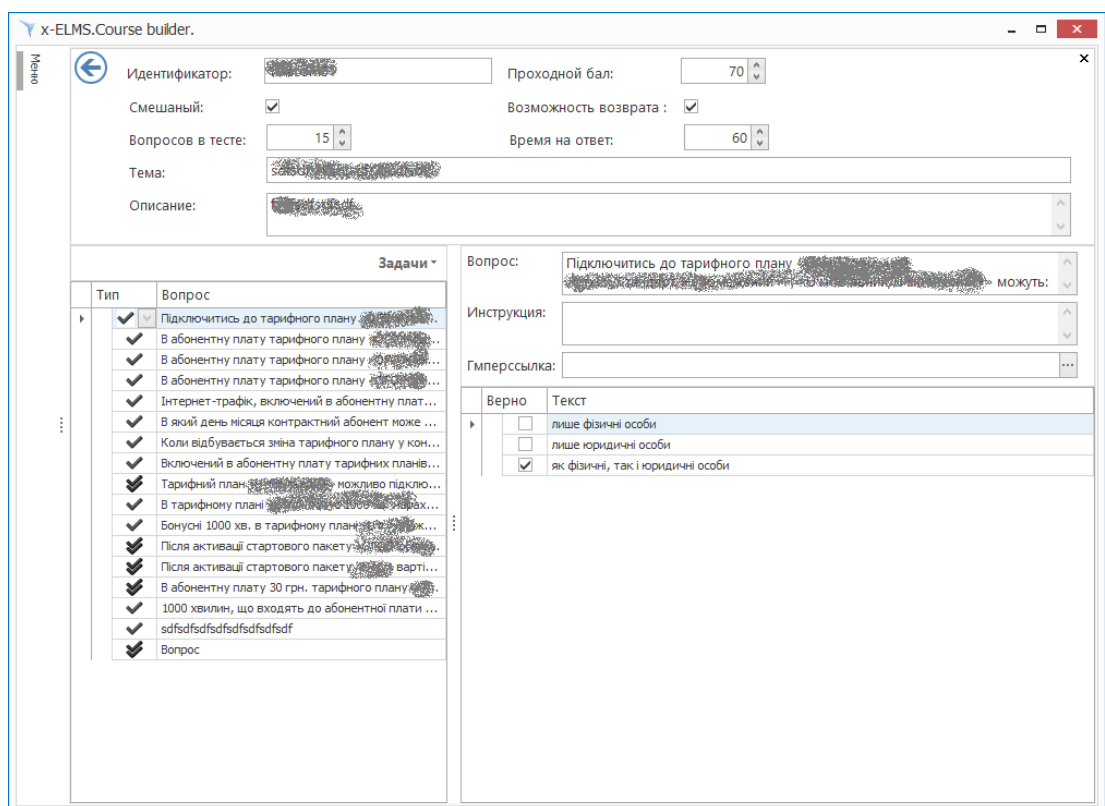 x-ELMS.Course builder.
Меню
Идентификатор:
Проходной бал: 70
Смешаный:
Возможность возврата :
Вопросов в тесте: 15
Время на ответ: 60
Тема:
Описание:
Задачи
Тип Вопрос
Підключитись до тарифного плану
В абонентну плату тарифного плану ...
В абонентну плату тарифного плану ...
В абонентну плату тарифного плану ...
Інтернет-трафік, включений в абонентну плат...
В який день місяця контрактний абонент може ...
Коли відбувається зміна тарифного плану у кон...
Включений в абонентну плату тарифних планів...
Тарифний план можливо підклю...
В тарифному плані
Бонусні 1000 хв. в тарифному плані
Після активації стартового пакету
Після активації стартового пакету варті...
В абонентну плату 30 грн. тарифного плану
1000 хвилин, що входять до абонентної плати ...
sdfsdfsdfsdfsdfsdfsdf
Вопрос
Вопрос: Підключитись до тарифного плану
можуть:
Инструкция:
Гмперссылка: ...
Верно Текст
лише фізичні особи
лише юридичні особи
як фізичні, так і юридичні особи